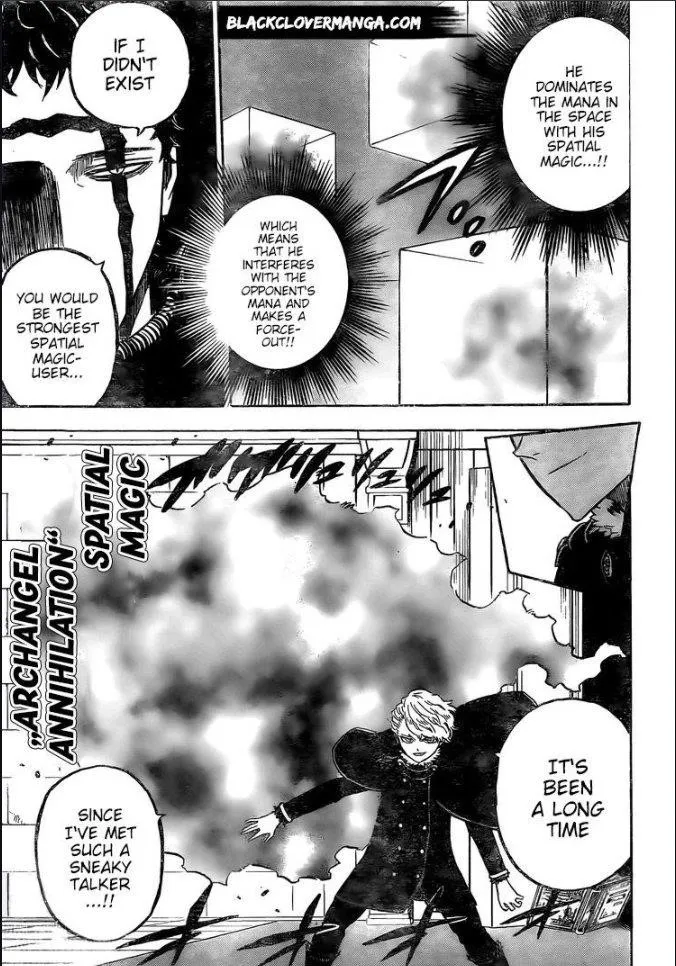 BLACKCLOVERMANGA.COM
HE
DOMINATES
THE MANA IN
THE SPACE
WITH HIS
SPATIAL
MAGIC...!!
WHICH
MEANS
THAT HE
INTERFERES
WITH THE
OPPONENT'S
MANA AND
MAKES A
FORCE-
OUT!!
IF I
DIDN'T
EXIST
YOU WOULD
BE THE
STRONGEST
SPATIAL
MAGIC-
USER...
SPATIAL
MAGIC
„ARCHANGEL
ANNIHILATION“
IT'S
BEEN
A LONG
TIME
SINCE
I'VE MET
SUCH A
SNEAKY
TALKER
...!!